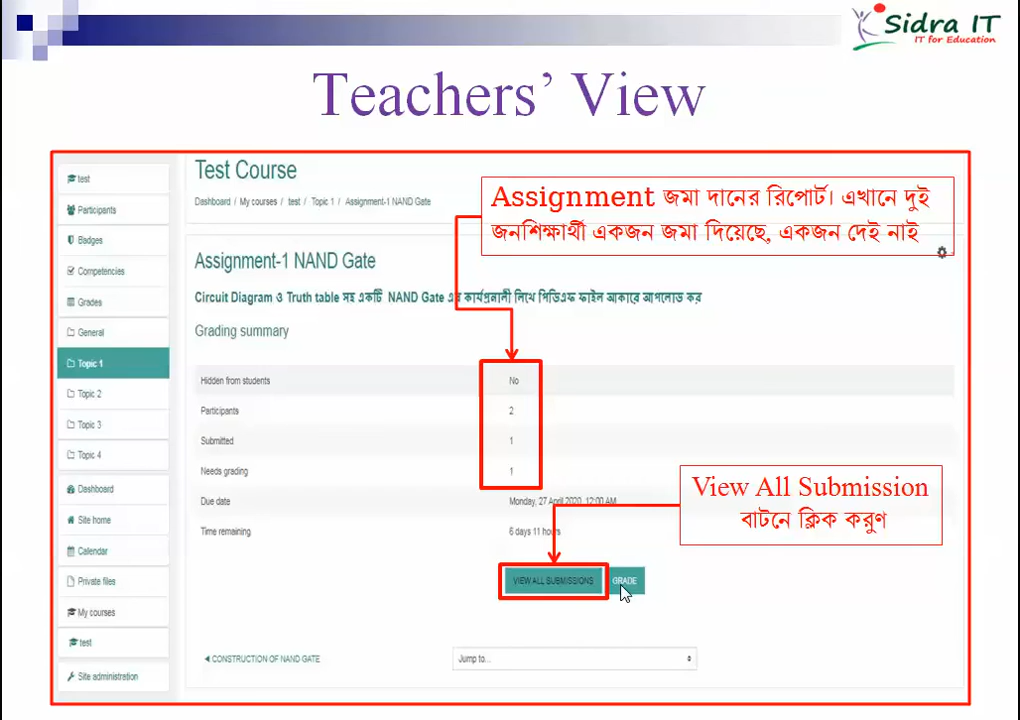 Sidra IT
IT for Education
Teachers’ View
test
Participants
Badges
Competencies
Grades
General
Topic 1
Topic 2
Topic 3
Topic 4
Dashboard
Site home
Calendar
Private files
My courses
test
Site administration
Test Course
Dashboard / My courses / test / Topic 1 / Assignment-1 NAND Gate
Assignment জমা দানের রিপোর্ট। এখানে দুই
জনশিক্ষার্থী একজন জমা দিয়েছে, একজন দেই নাই
Assignment-1 NAND Gate
Circuit Diagram ও Truth table সহ একটি NAND Gate এর কার্যপ্রনালী লিখে পিডিএফ ফাইল আকারে আপলোড কর
Grading summary
Hidden from students No
Participants 2
Submitted 1
Needs grading 1
Due date Monday, 27 April 2020, 12:00 AM
Time remaining 6 days 11 hours
View All Submission
বাটনে ক্লিক করুণ
VIEW ALL SUBMISSIONS GRADE
◀ CONSTRUCTION OF NAND GATE Jump to...